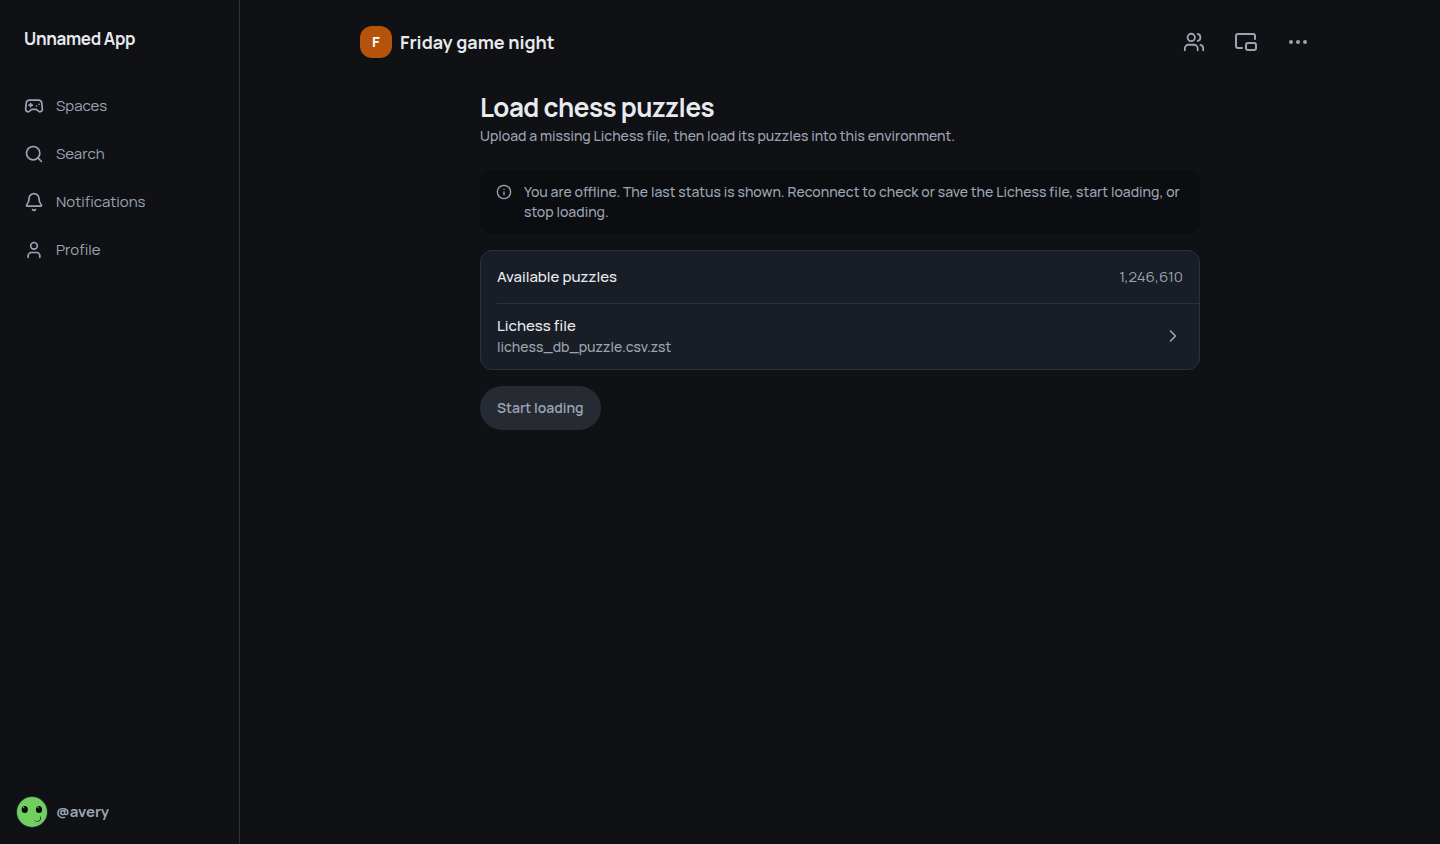 Unnamed App
Spaces
Search
Notifications
Profile
@avery
F
Friday game night
Load chess puzzles
Upload a missing Lichess file, then load its puzzles into this environment.
You are offline. The last status is shown. Reconnect to check or save the Lichess file, start loading, or
stop loading.
Available puzzles
1,246,610
Lichess file
lichess_db_puzzle.csv.zst
Start loading